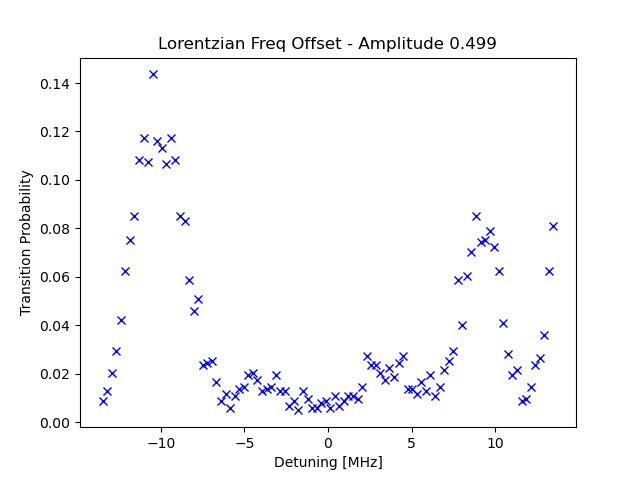 Lorentzian Freq Offset - Amplitude 0.499
Transition Probability
0.14
0.12
0.10
0.08
0.06
0.04
0.02
0.00
−10 −5 0 5 10
Detuning [MHz]